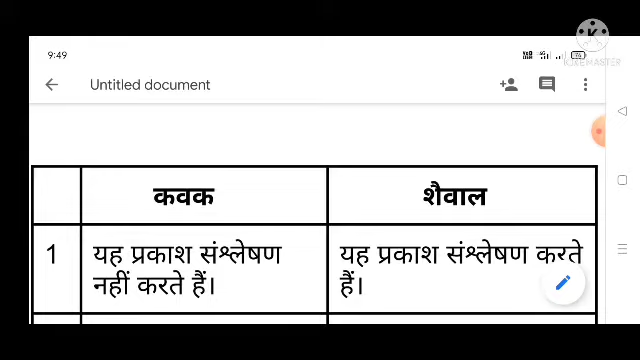 9:49
Untitled document
कवक
शैवाल
1
यह प्रकाश संश्लेषण
नहीं करते हैं।
यह प्रकाश संश्लेषण करते
हैं।